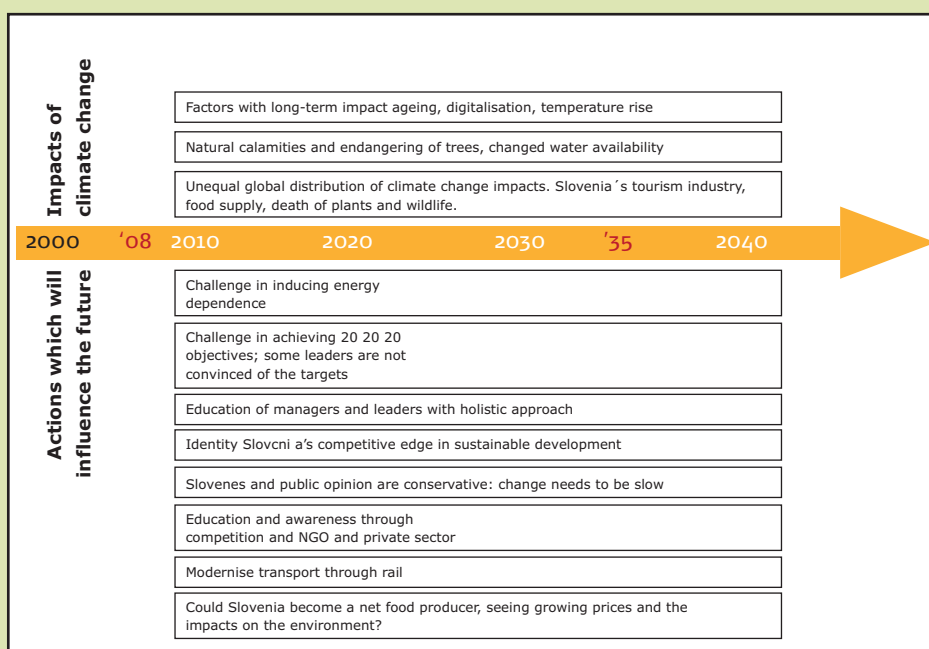 Impacts of
climate change
Factors with long-term impact ageing, digitalisation, temperature rise
Natural calamities and endangering of trees, changed water availability
Unequal global distribution of climate change impacts. Slovenia´s tourism industry,
food supply, death of plants and wildlife.
2000 ‘08 2010 2020 2030 ’35 2040
Actions which will
influence the future
Challenge in inducing energy
dependence
Challenge in achieving 20 20 20
objectives; some leaders are not
convinced of the targets
Education of managers and leaders with holistic approach
Identity Slovcni a’s competitive edge in sustainable development
Slovenes and public opinion are conservative: change needs to be slow
Education and awareness through
competition and NGO and private sector
Modernise transport through rail
Could Slovenia become a net food producer, seeing growing prices and the
impacts on the environment?